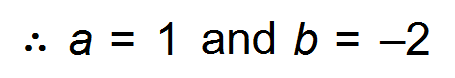 ∴ a = 1 and b = –2